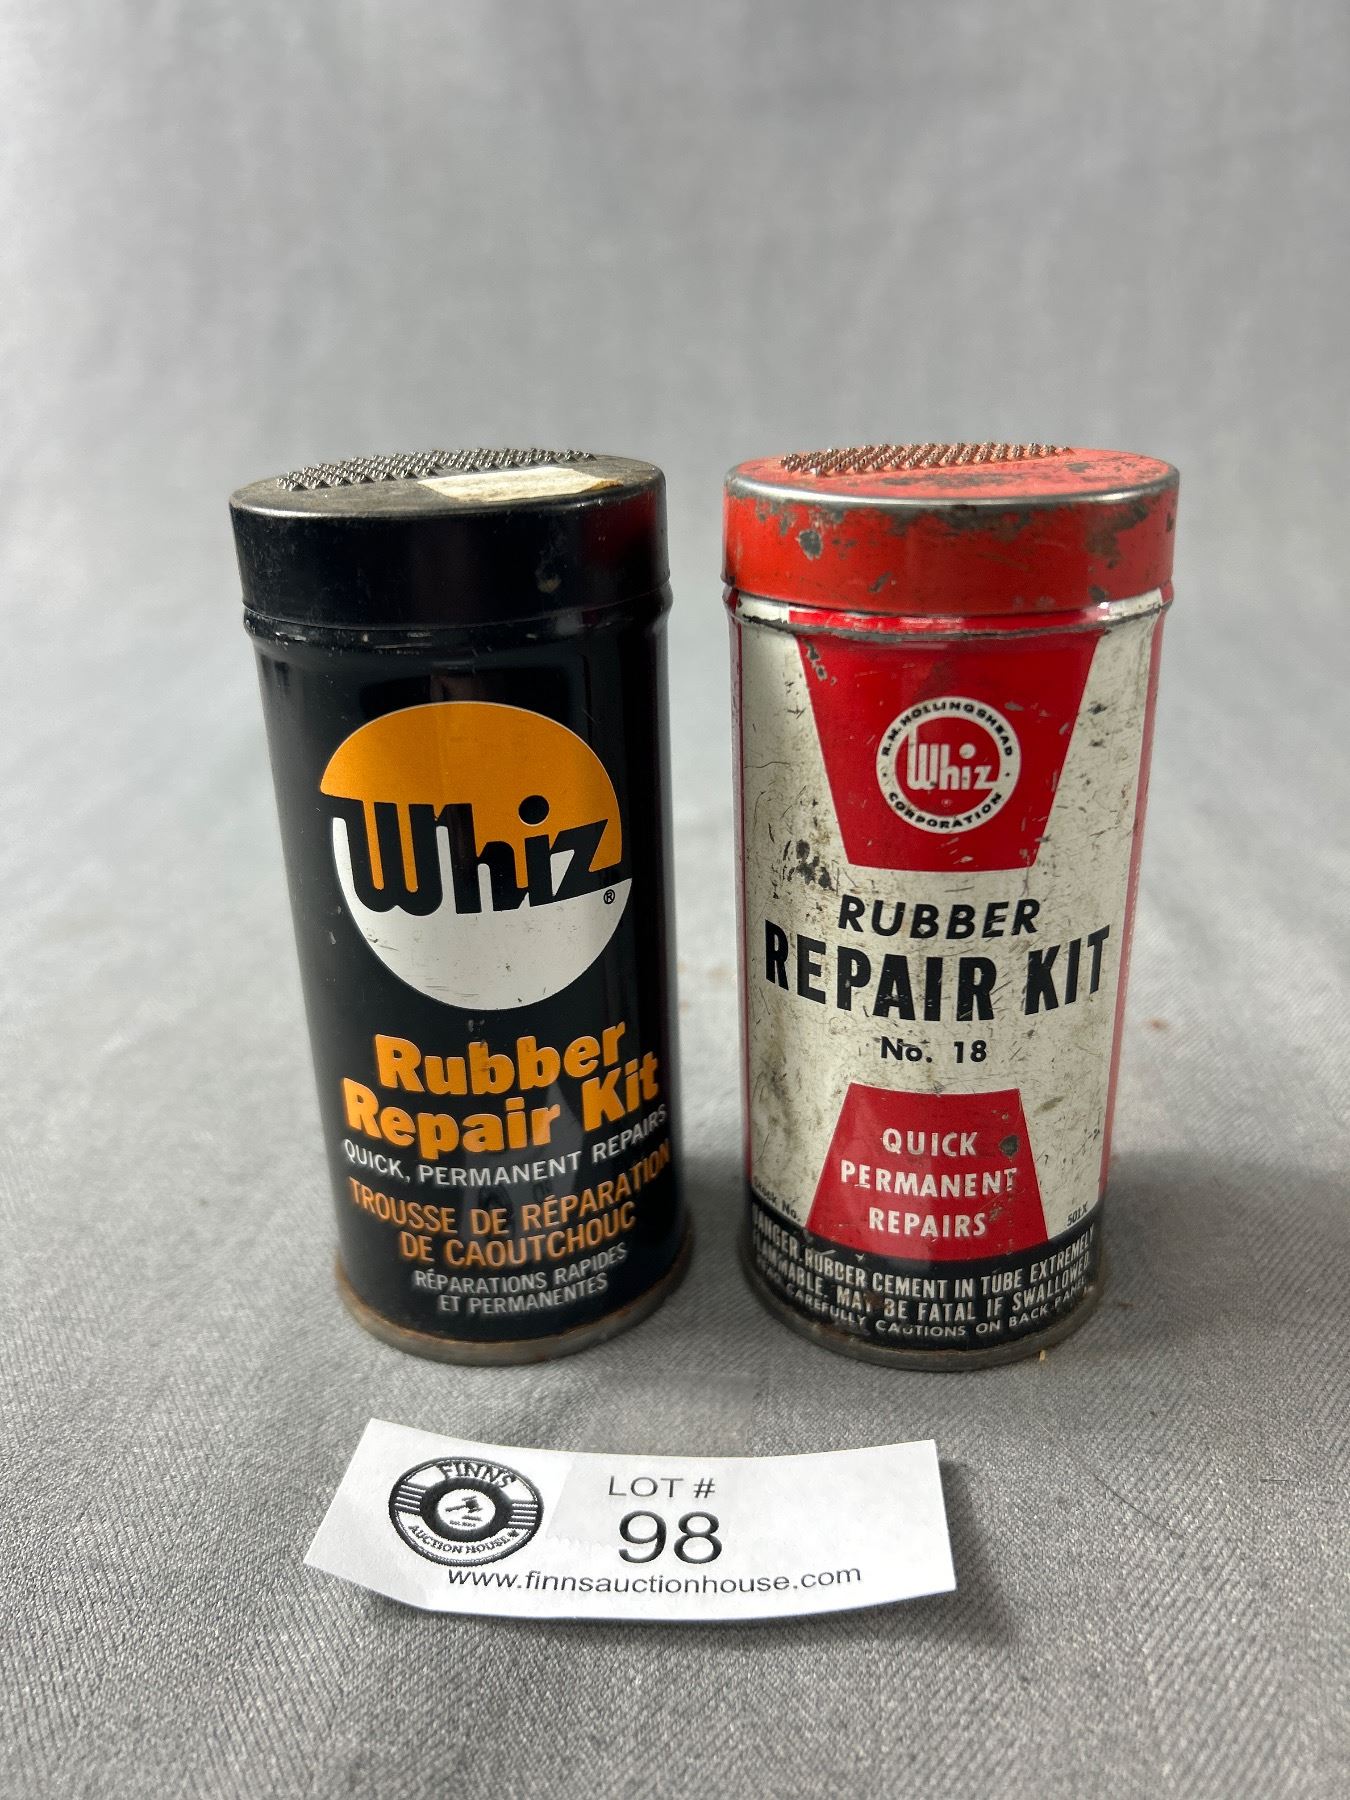 Whiz®
Rubber
Repair Kit
QUICK, PERMANENT REPAIRS
TROUSSE DE RÉPARATION
DE CAOUTCHOUC
RÉPARATIONS RAPIDES
ET PERMANENTES
R.M. HOLLINGSHEAD
Whiz
CORPORATION
RUBBER
REPAIR KIT
No. 18
QUICK
PERMANENT
REPAIRS
No.
501X
DANGER. RUBBER CEMENT IN TUBE EXTREMELY
FLAMMABLE. MAY BE FATAL IF SWALLOWED.
CAREFULLY CAUTIONS ON BACK PANEL
FINNS
AUCTION HOUSE
LOT #
98
www.finnsauctionhouse.com